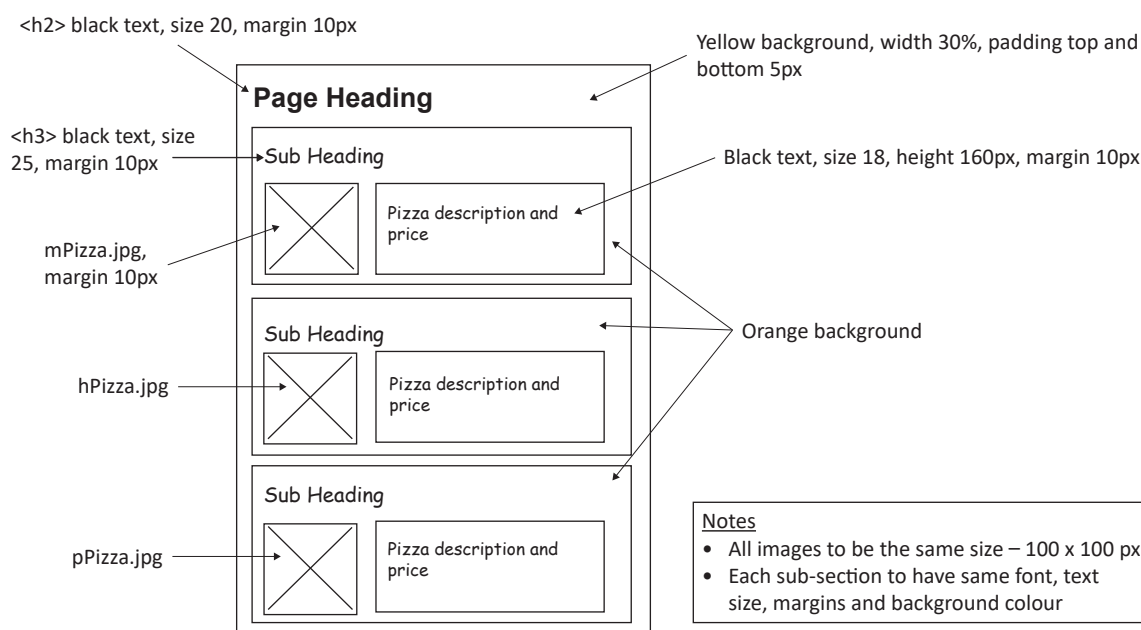 <h2> black text, size 20, margin 10px
Yellow background, width 30%, padding top and
bottom 5px
Page Heading
<h3> black text, size
25, margin 10px
Sub Heading
Black text, size 18, height 160px, margin 10px
Pizza description and
price
mPizza.jpg,
margin 10px
Orange background
Sub Heading
hPizza.jpg
Pizza description and
price
Sub Heading
pPizza.jpg
Pizza description and
price
Notes
• All images to be the same size – 100 x 100 px
• Each sub-section to have same font, text
size, margins and background colour